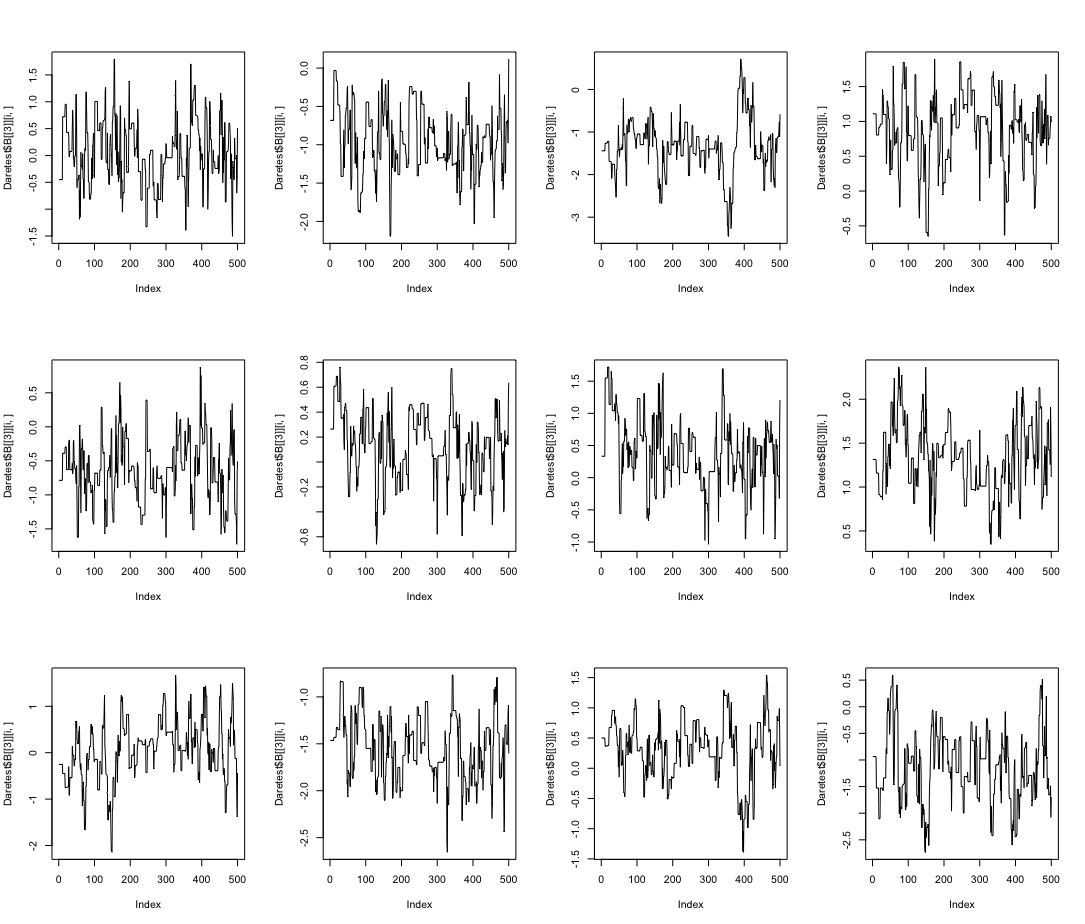 Daretest$B[[3]][i, ]
-1.5 -0.5 0.0 0.5 1.0 1.5
0 100 200 300 400 500
Index
Daretest$B[[3]][i, ]
-2.0 -1.5 -1.0 -0.5 0.0
0 100 200 300 400 500
Index
Daretest$B[[3]][i, ]
-3 -2 -1 0
0 100 200 300 400 500
Index
Daretest$B[[3]][i, ]
-0.5 0.0 0.5 1.0 1.5
0 100 200 300 400 500
Index
Daretest$B[[3]][i, ]
-1.5 -1.0 -0.5 0.0 0.5
0 100 200 300 400 500
Index
Daretest$B[[3]][i, ]
-0.6 -0.2 0.2 0.4 0.6 0.8
0 100 200 300 400 500
Index
Daretest$B[[3]][i, ]
-1.0 -0.5 0.0 0.5 1.0 1.5
0 100 200 300 400 500
Index
Daretest$B[[3]][i, ]
0.5 1.0 1.5 2.0
0 100 200 300 400 500
Index
Daretest$B[[3]][i, ]
-2 -1 0 1
0 100 200 300 400 500
Index
Daretest$B[[3]][i, ]
-2.5 -2.0 -1.5 -1.0
0 100 200 300 400 500
Index
Daretest$B[[3]][i, ]
-1.5 -1.0 -0.5 0.0 0.5 1.0 1.5
0 100 200 300 400 500
Index
Daretest$B[[3]][i, ]
-2.5 -1.5 -0.5 0.0 0.5
0 100 200 300 400 500
Index